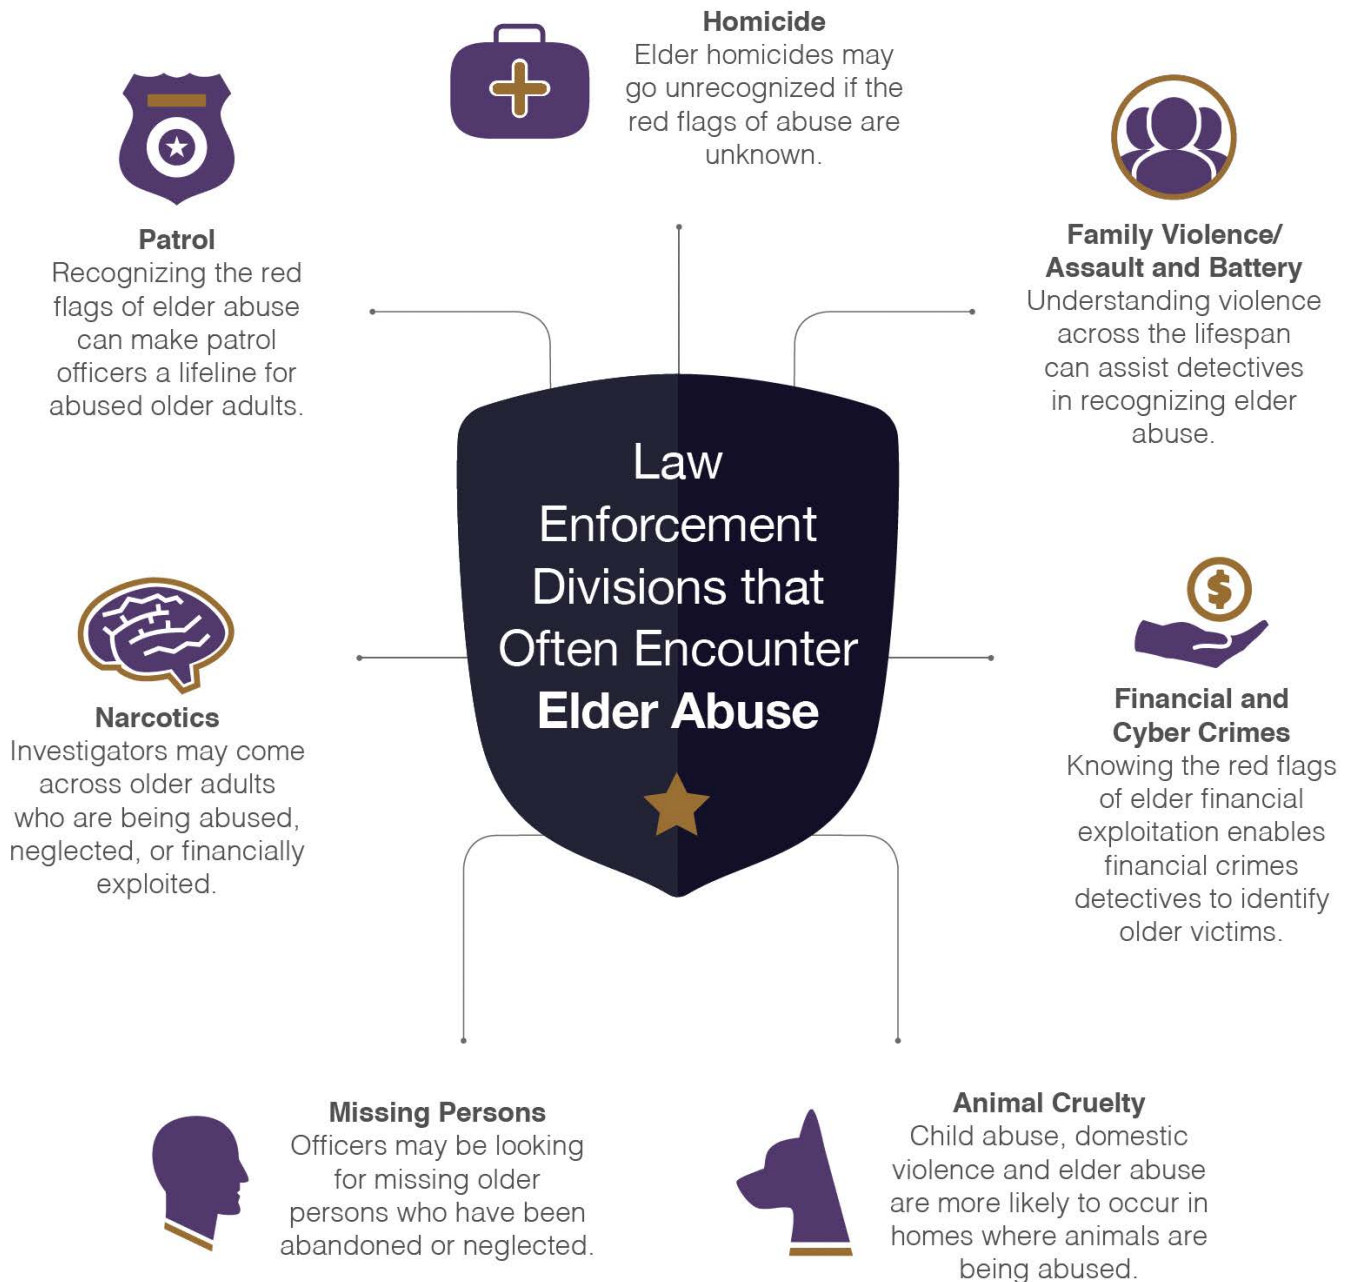 Homicide
Elder homicides may
go unrecognized if the
red flags of abuse are
unknown.
Patrol
Recognizing the red
flags of elder abuse
can make patrol
officers a lifeline for
abused older adults.
Family Violence/
Assault and Battery
Understanding violence
across the lifespan
can assist detectives
in recognizing elder
abuse.
Law
Enforcement
Divisions that
Often Encounter
Elder Abuse
Narcotics
Investigators may come
across older adults
who are being abused,
neglected, or financially
exploited.
$
Financial and
Cyber Crimes
Knowing the red flags
of elder financial
exploitation enables
financial crimes
detectives to identify
older victims.
Missing Persons
Officers may be looking
for missing older
persons who have been
abandoned or neglected.
Animal Cruelty
Child abuse, domestic
violence and elder abuse
are more likely to occur in
homes where animals are
being abused.